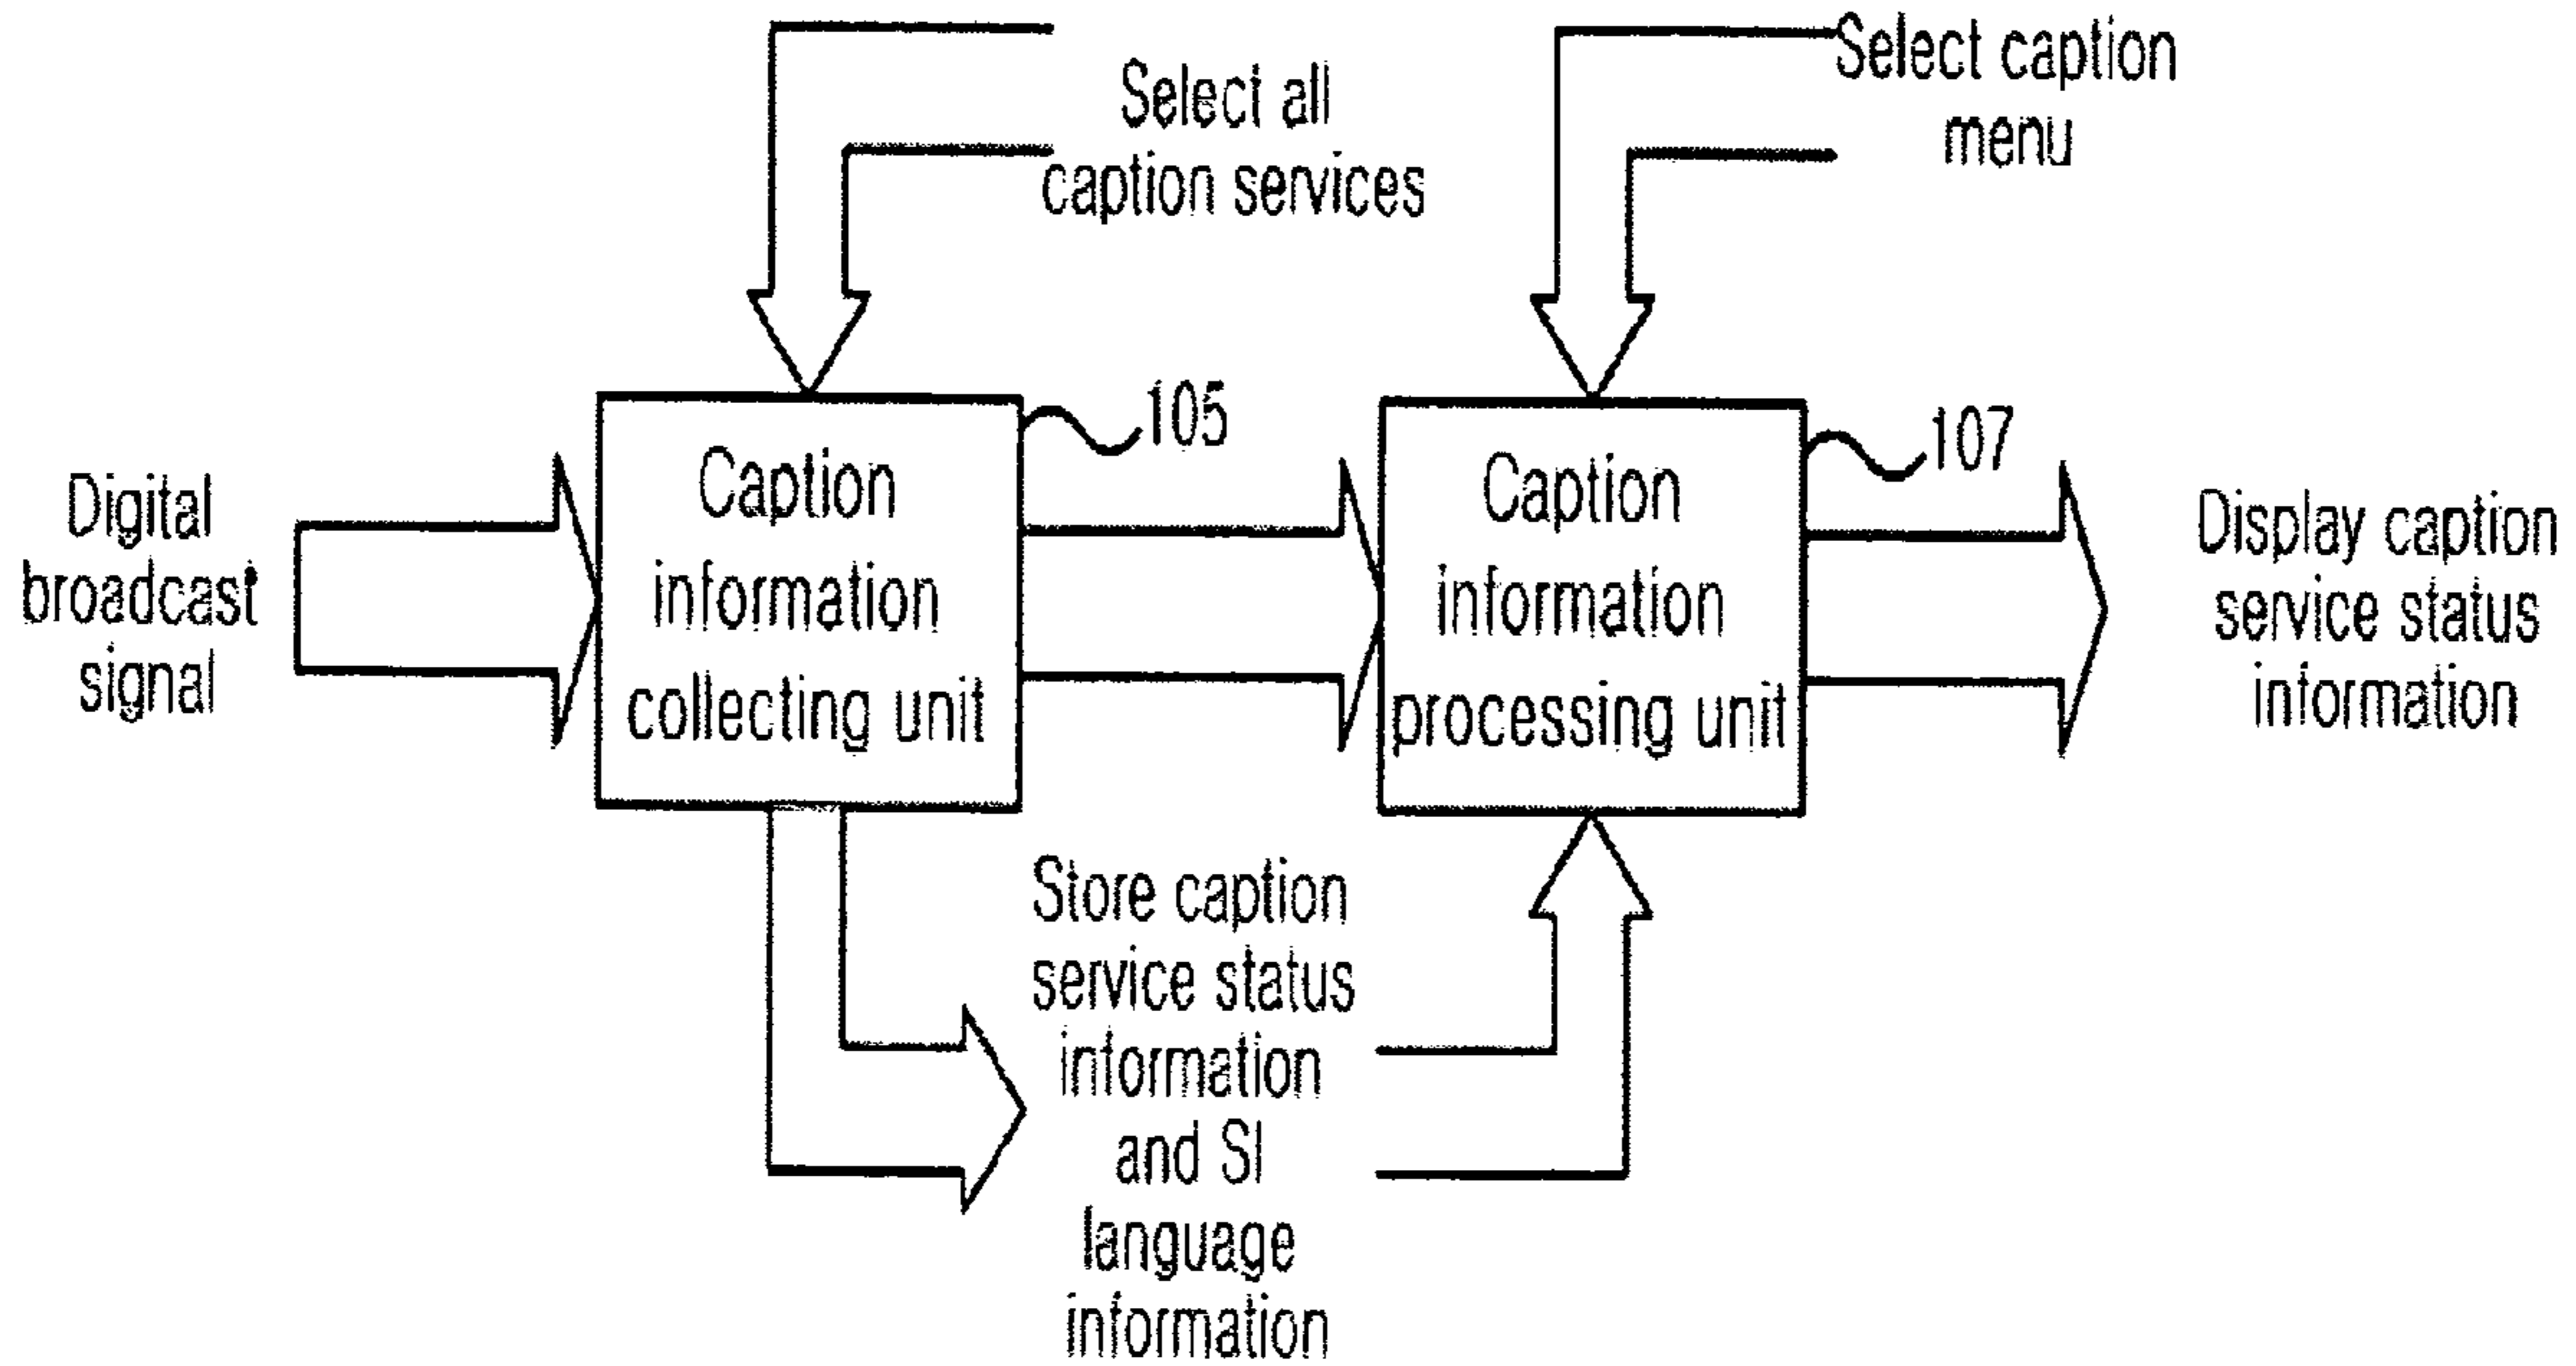 Select all
caption services
Select caption
menu
105
107
Digital
broadcast
signal
Caption
information
collecting unit
Caption
information
processing unit
Display caption
service status
information
Store caption
service status
information
and SI
language
information